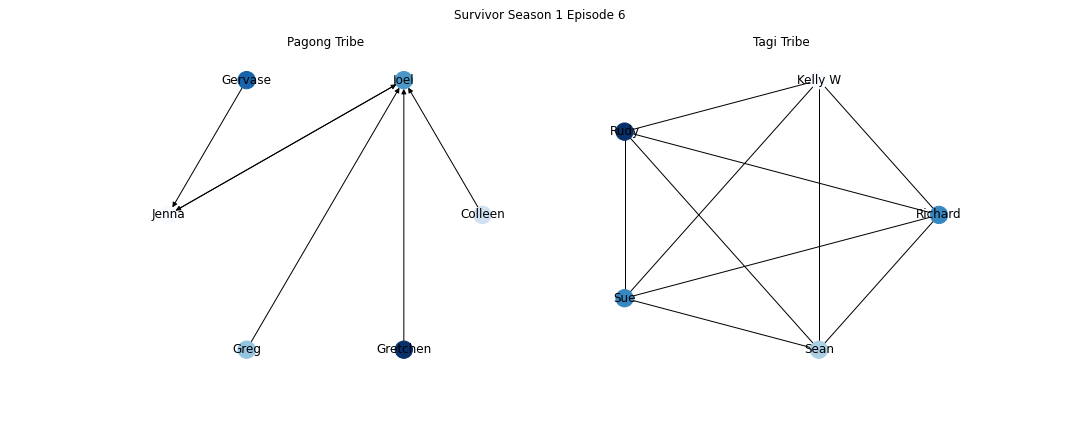 Survivor Season 1 Episode 6
Pagong Tribe
Gervase
Joel
Jenna
Colleen
Greg
Gretchen
Tagi Tribe
Kelly W
Rudy
Richard
Sue
Sean